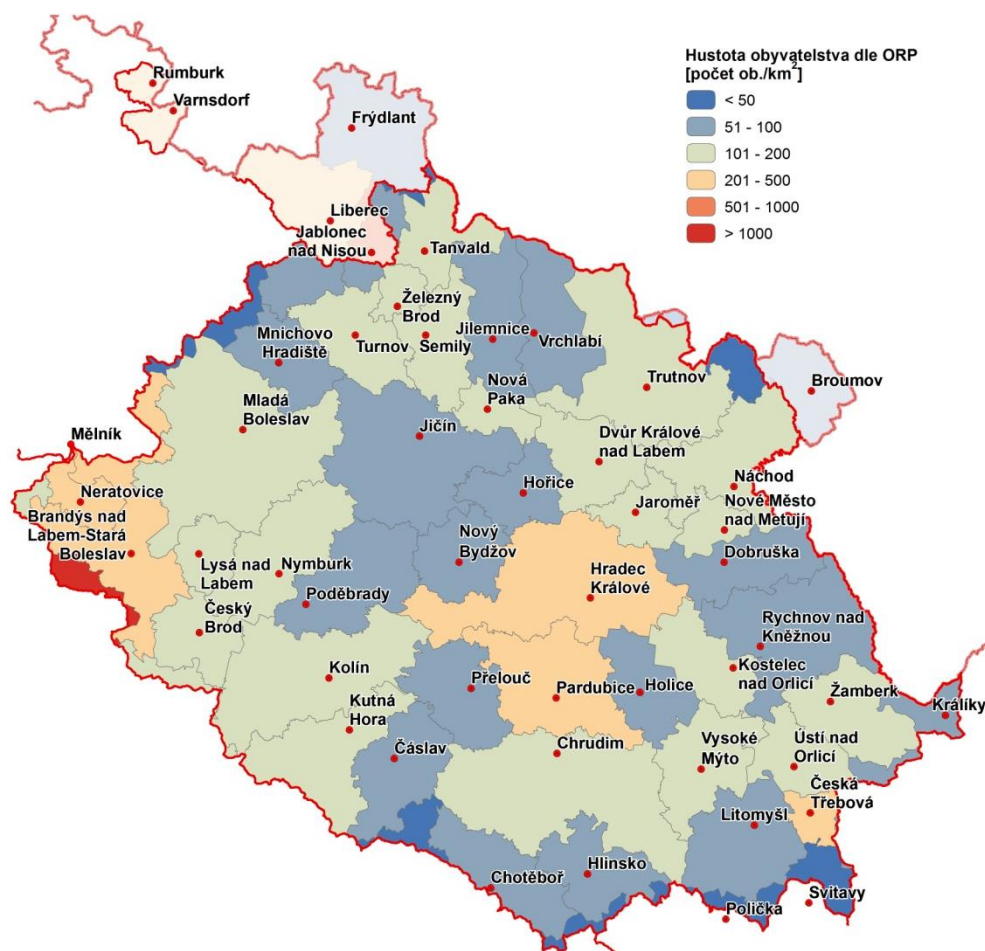 Hustota obyvatelstva dle ORP
[počet ob./km²]
< 50
51 - 100
101 - 200
201 - 500
501 - 1000
> 1000
Rumburk
Varnsdorf
Frýdlant
Liberec
Jablonec
nad Nisou
Tanvald
Železný
Brod
Mnichovo
Hradiště
Turnov
Semily
Jilemnice
Vrchlabí
Trutnov
Broumov
Nová
Paka
Mladá
Boleslav
Jičín
Dvůr Králové
nad Labem
Mělník
Neratovice
Hořice
Jaroměř
Náchod
Nové Město
nad Metují
Brandýs nad
Labem-Stará
Boleslav
Lysá nad
Labem
Nymburk
Nový
Bydžov
Hradec
Králové
Dobruška
Poděbrady
Český
Brod
Rychnov nad
Kněžnou
Kolín
Přelouč
Pardubice
Holice
Kostelec
nad Orlicí
Žamberk
Králíky
Kutná
Hora
Čáslav
Chrudim
Vysoké
Mýto
Ústí nad
Orlicí
Česká
Třebová
Litomyšl
Hlinsko
Chotěboř
Polička
Svitavy